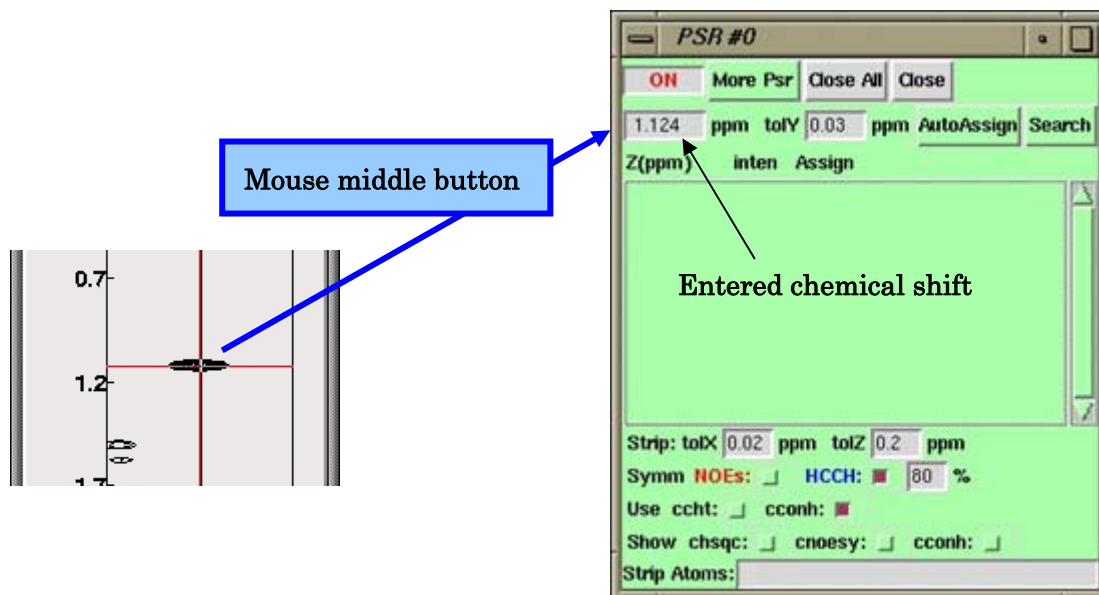 Mouse middle button
0.7
1.2
1.7
PSR #0
ON More Psr Close All Close
1.124 ppm tolY 0.03 ppm AutoAssign Search
Z(ppm) inten Assign
Entered chemical shift
Strip: tolX 0.02 ppm tolZ 0.2 ppm
Symm NOEs: HCCH: 80 %
Use ccht: cconh:
Show chsqc: cnoesy: cconh:
Strip Atoms: